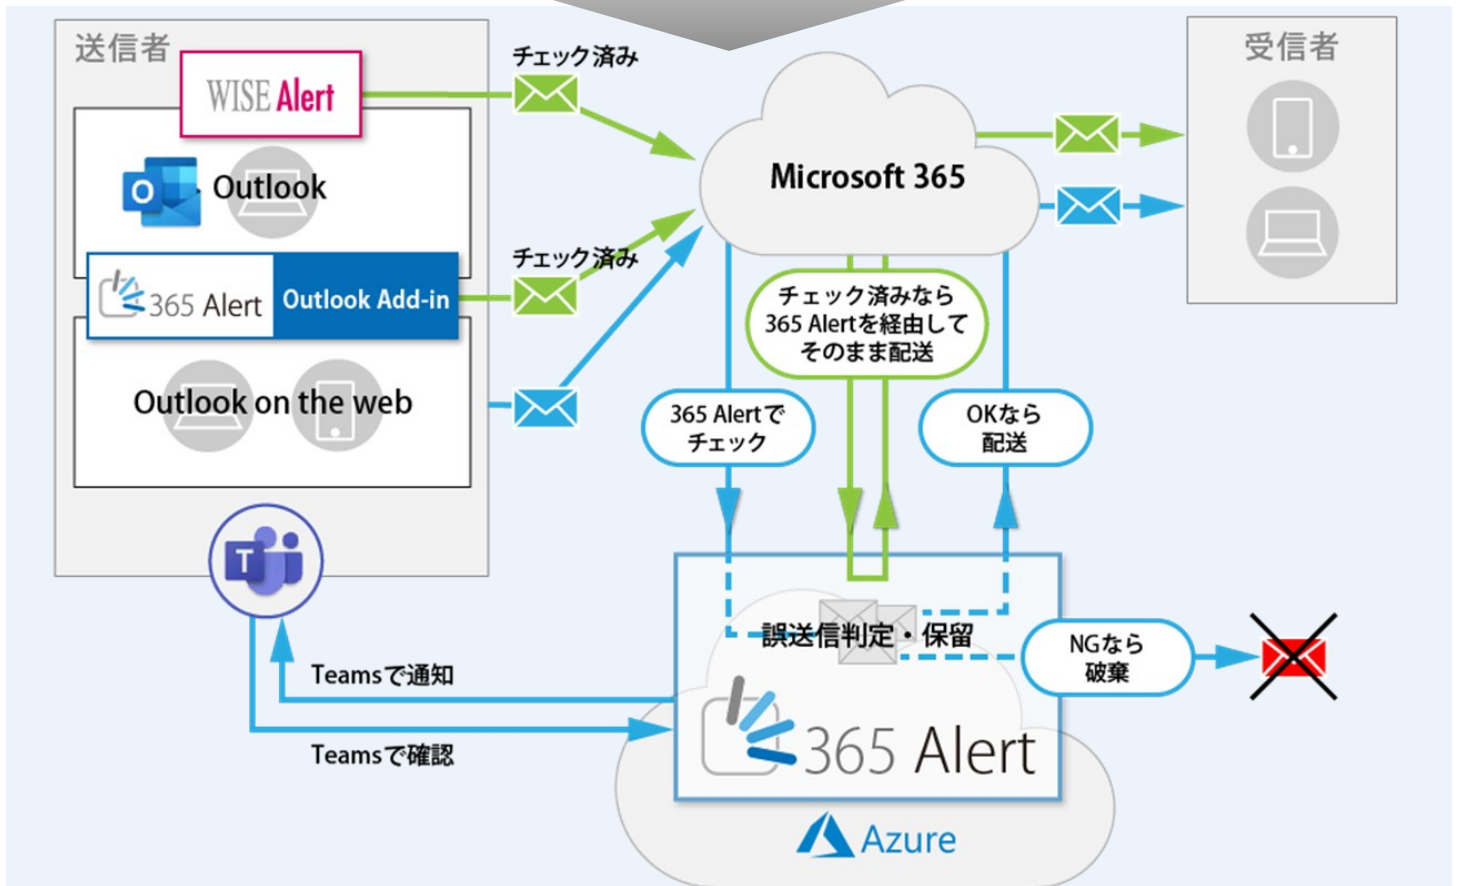 送信者
WISE Alert
Outlook
365 Alert
Outlook Add-in
Outlook on the web
チェック済み
チェック済み
Microsoft 365
受信者
チェック済みなら
365 Alertを経由して
そのまま配送
365 Alertで
チェック
OKなら
配送
誤送信判定・保留
NGなら
破棄
Teamsで通知
Teamsで確認
365 Alert
Azure